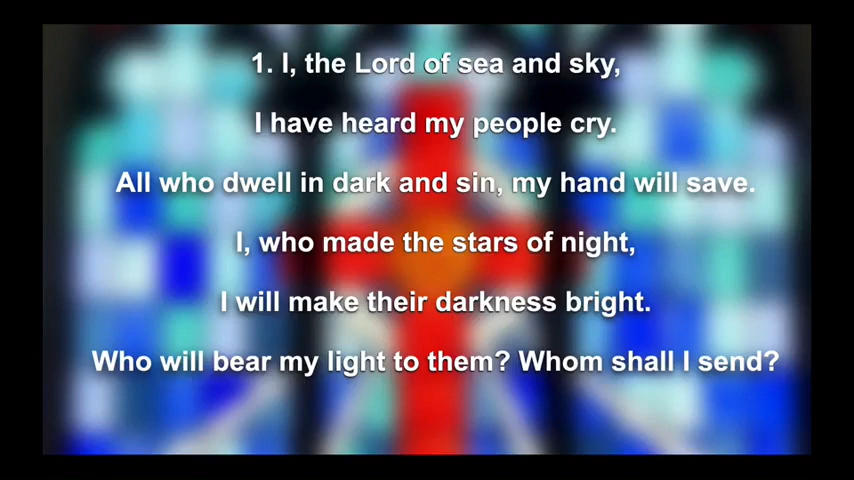 1. I, the Lord of sea and sky,
I have heard my people cry.
All who dwell in dark and sin, my hand will save.
I, who made the stars of night,
I will make their darkness bright.
Who will bear my light to them? Whom shall I send?